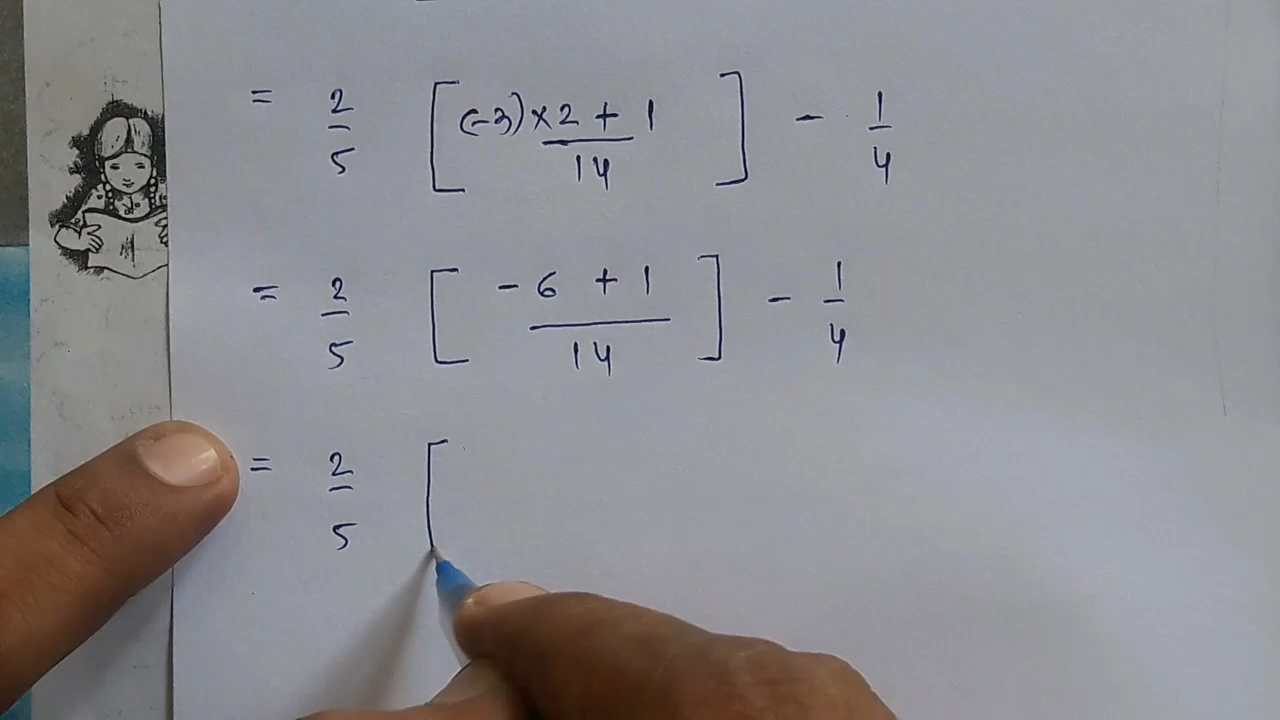 = 2/5 [ (-3) × 2 + 1 / 14 ] - 1/4
= 2/5 [ - 6 + 1 / 14 ] - 1/4
= 2/5 [